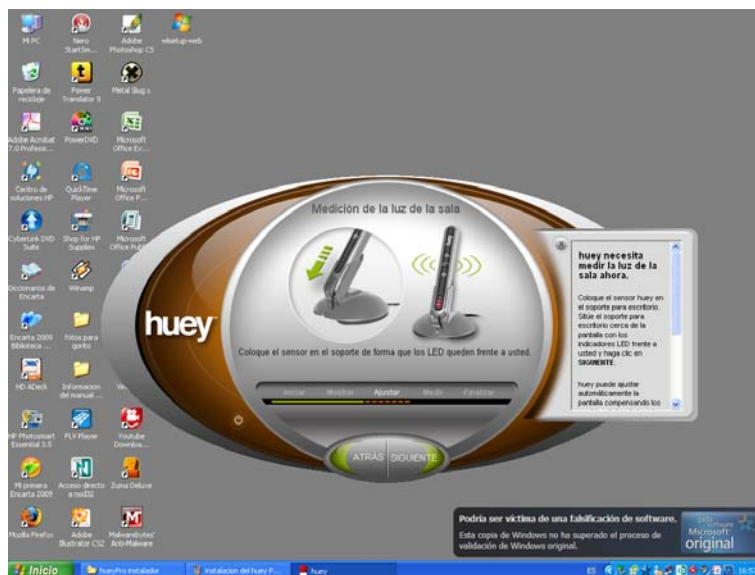 Mi PC
Nero
StartSm...
Adobe
Photoshop CS
Papelera de
reciclaje
Power
Translator 9
Metal Slug s
Adobe Acrobat
7.0 Professi...
PowerDVD
Microsoft
Office Ex...
Centro de
soluciones HP
QuickTime
Player
Microsoft
Office P...
CyberLink DVD
Suite
Shop for HP
Supplies
Microsoft
Office Publ...
Diccionarios de
Encarta
Winamp
Encarta 2009
Biblioteca ...
fotos para
gorito
HD ADeck
Informacion
del manual ...
HP Photosmart
Essential 3.5
FLV Player
Youtube
Downloa...
Mi primera
Encarta 2009
Acceso directo
a nod32
Zuma Deluxe
Mozilla Firefox
Adobe
Illustrator CS2
Malwarebytes'
Anti-Malware
Medición de la luz de la sala
huey
Coloque el sensor en el soporte de forma que los LED queden frente a usted.
Iniciar Mostrar Ajustar Medir Finalizar
ATRÁS SIGUIENTE
huey necesita
medir la luz de la
sala ahora.
Coloque el sensor huey en
el soporte para escritorio.
Sitúe el soporte para
escritorio cerca de la
pantalla con los
indicadores LED frente a
usted y haga clic en
SIGUIENTE.
huey puede ajustar
automáticamente la
pantalla compensando los
Podría ser víctima de una falsificación de software.
Esta copia de Windows no ha superado el proceso de
validación de Windows original.
pida
software
Microsoft
original
Inicio
hueyPro instalador
instalacion del huey P...
huey
ES